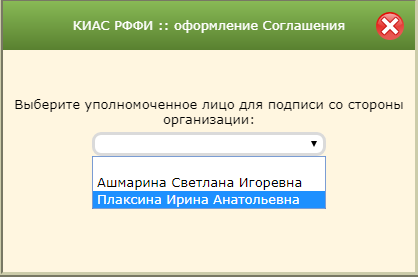 КИАС РФФИ :: оформление Соглашения
Выберите уполномоченное лицо для подписи со стороны
организации:
Ашмарина Светлана Игоревна
Плаксина Ирина Анатольевна